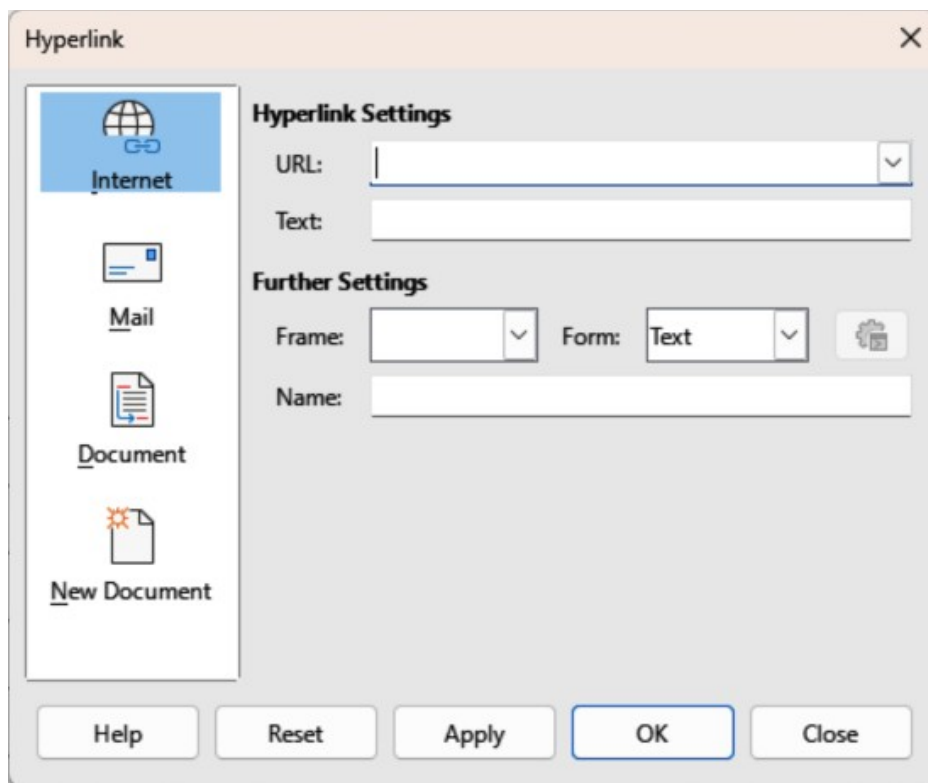 Hyperlink
Internet
Mail
Document
New Document
Hyperlink Settings
URL:
Text:
Further Settings
Frame:
Form: Text
Name:
Help Reset Apply OK Close